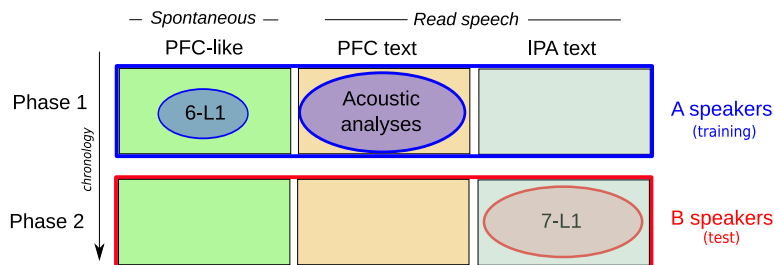 Spontaneous
Read speech
PFC-like
PFC text
IPA text
Phase 1
6-L1
Acoustic
analyses
A speakers
(training)
chronology
Phase 2
7-L1
B speakers
(test)